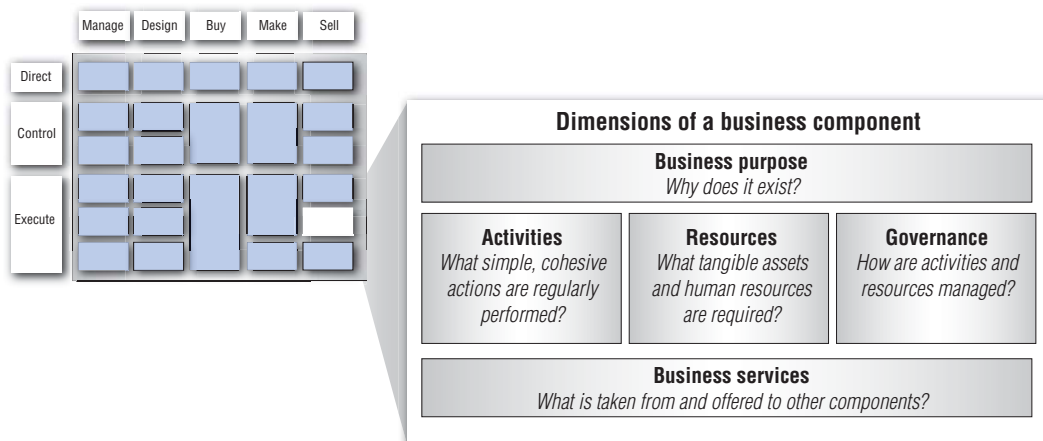 Manage Design Buy Make Sell
Direct
Control
Execute
Dimensions of a business component
Business purpose
Why does it exist?
Activities
What simple, cohesive
actions are regularly
performed?
Resources
What tangible assets
and human resources
are required?
Governance
How are activities and
resources managed?
Business services
What is taken from and offered to other components?